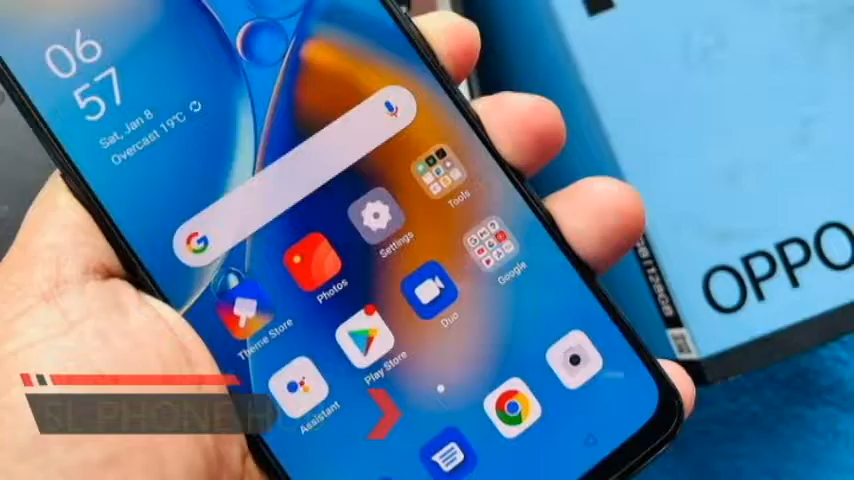 06
57
Sat, Jan 8
Overcast 19°C
Tools
Settings
Google
Photos
Duo
Theme Store
Play Store
Assistant
OPPO
128GB
SL PHONE